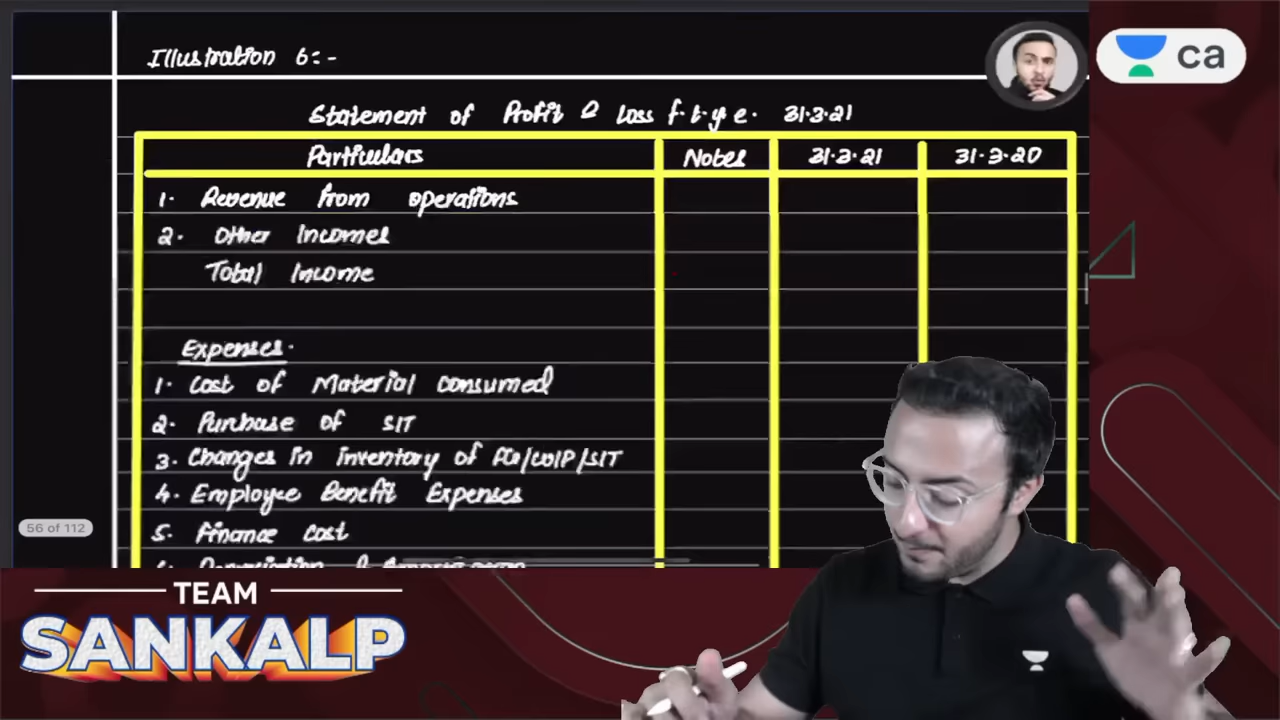 Illustration 6:-
ca
Statement of Profit & Loss f.t.y.e. 31.3.21
Particulars Notes 31.3.21 31.3.20
1. Revenue from operations
2. Other Incomes
Total Income
Expenses.
1. Cost of Material consumed
2. Purchase of SIT
3. Changes in inventory of FG/WIP/SIT
4. Employee Benefit Expenses
5. Finance cost
56 of 112
TEAM
SANKALP